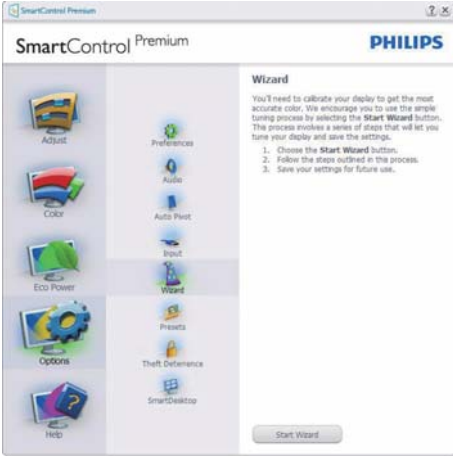 SmartControl Premium
SmartControl Premium
PHILIPS
Adjust
Color
Eco Power
Options
Help
Preferences
Audio
Auto Pivot
Input
Wizard
Presets
Theft Deterrence
SmartDesktop
Wizard
You'll need to calibrate your display to get the most
accurate color. We encourage you to use the simple
tuning process by selecting the Start Wizard button.
This process involves a series of steps that will let you
tune your display and save the settings.
1. Choose the Start Wizard button.
2. Follow the steps outlined in this process.
3. Save your settings for future use.
Start Wizard